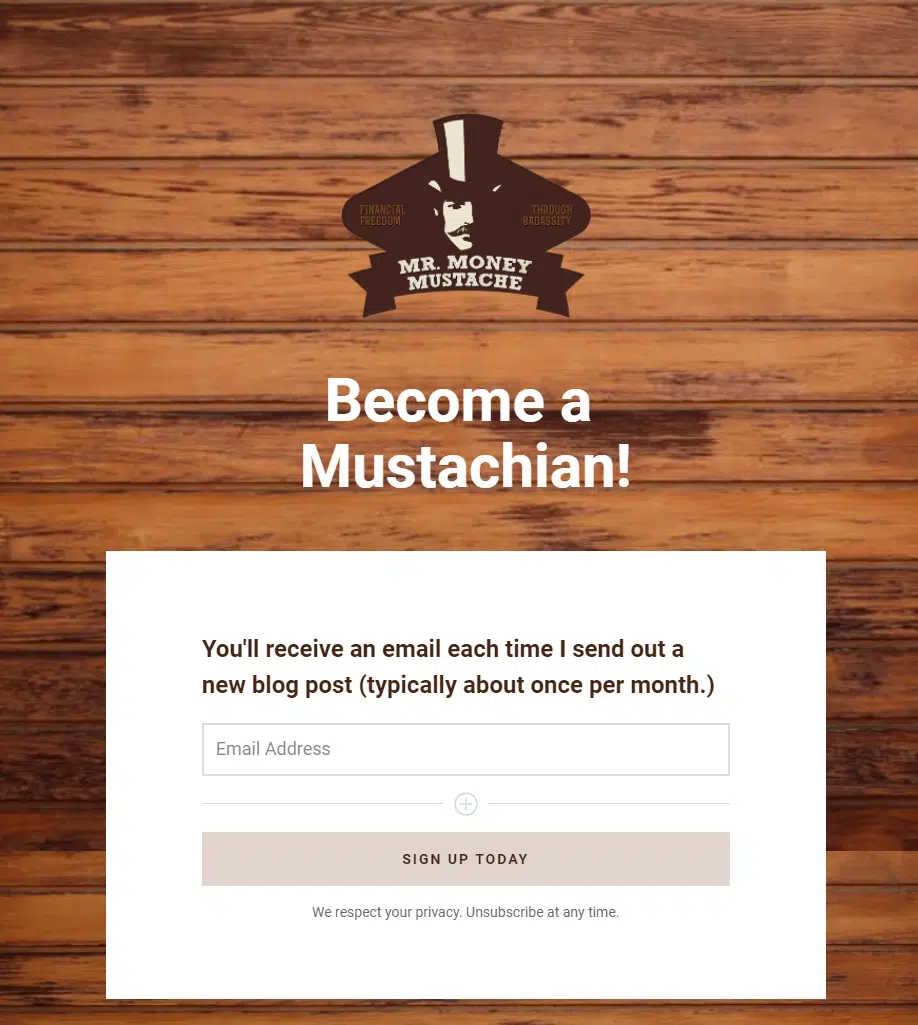 FINANCIAL FREEDOM
THROUGH BADASSITY
MR. MONEY
MUSTACHE
Become a
Mustachian!
You'll receive an email each time I send out a
new blog post (typically about once per month.)
Email Address
SIGN UP TODAY
We respect your privacy. Unsubscribe at any time.